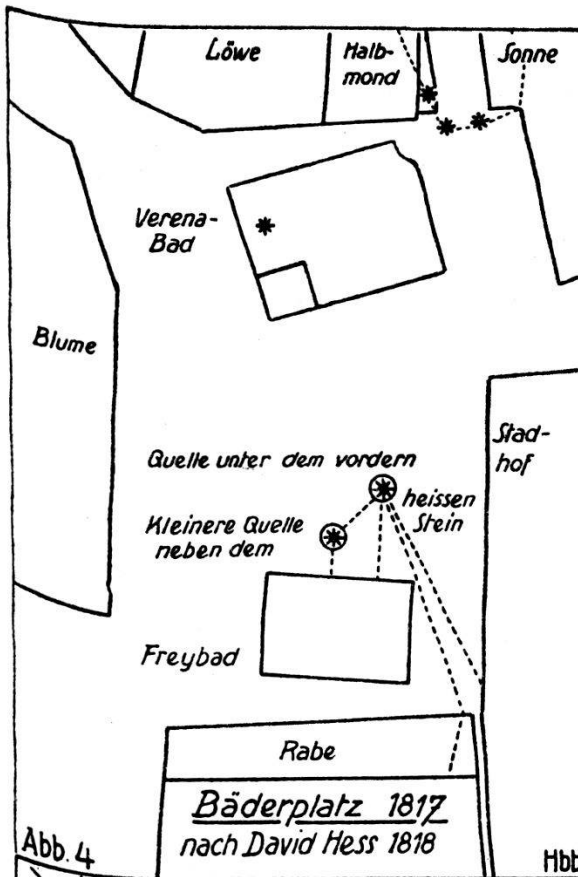 Löwe
Halb-
mond
Sonne
Verena-
Bad
Blume
Stad-
hof
Quelle unter dem vordern
heissen
Stein
Kleinere Quelle
neben dem
Freybad
Rabe
Bäderplatz 1817
nach David Hess 1818
Abb. 4
Hbb